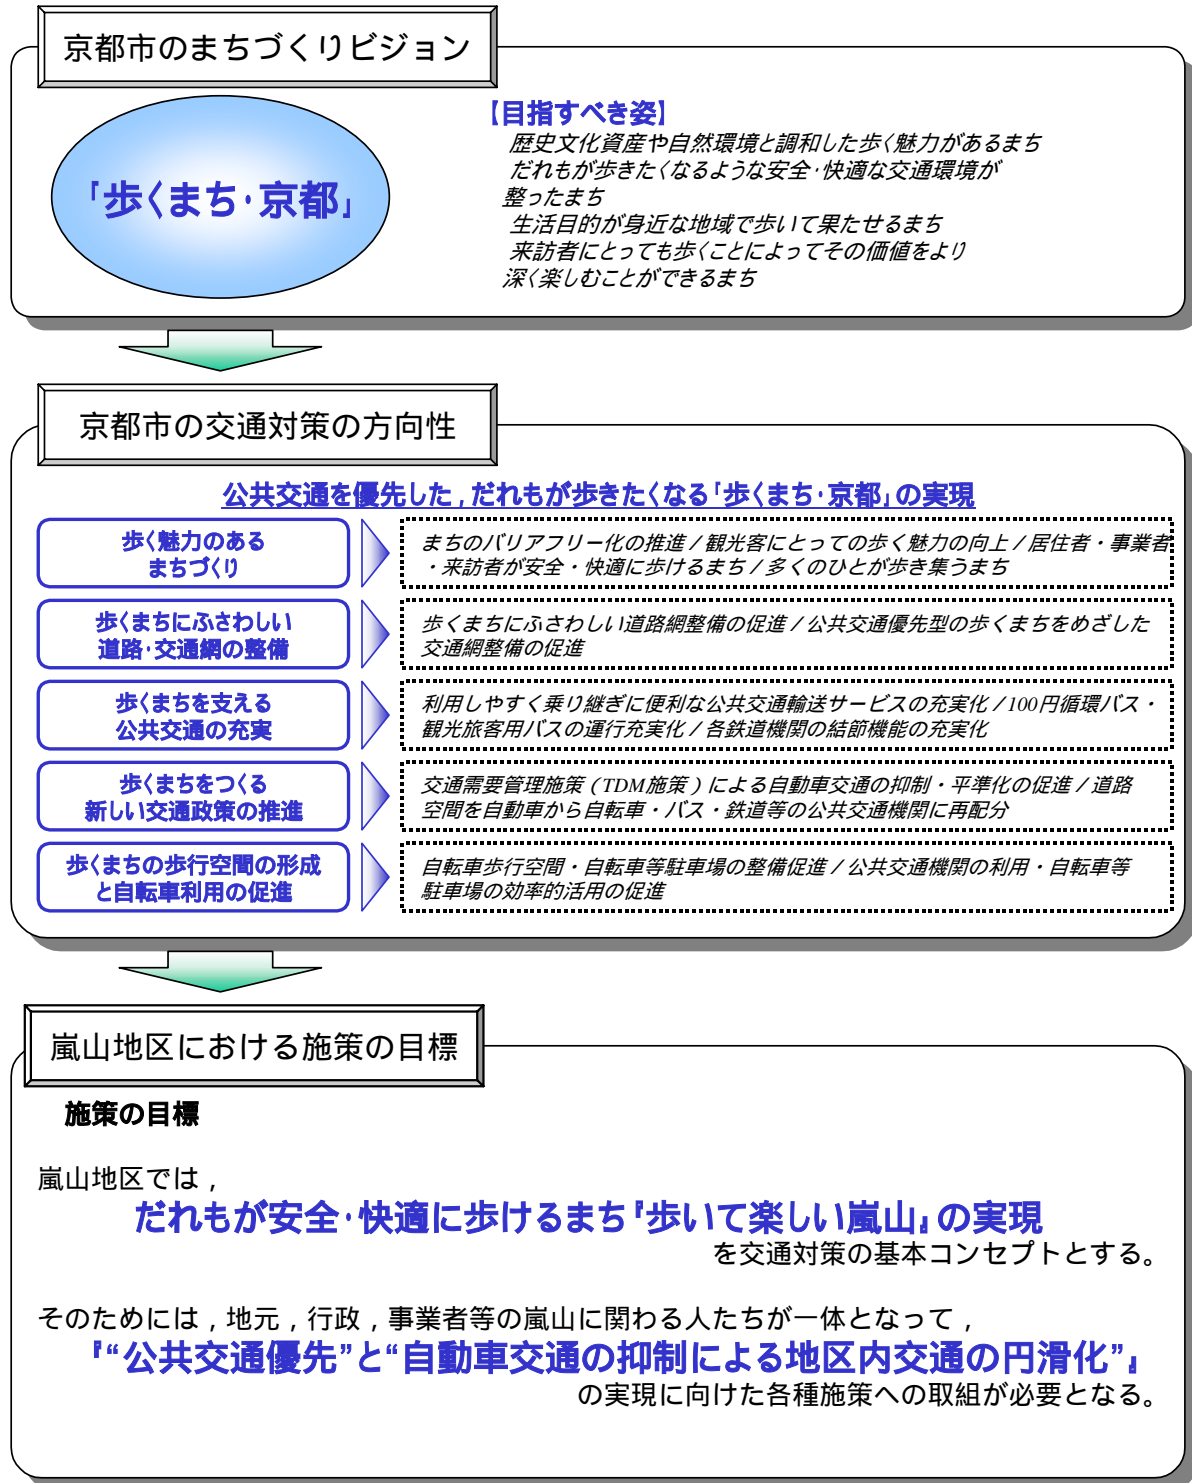 京都市のまちづくりビジョン
「歩くまち・京都」
【目指すべき姿】
歴史文化資産や自然環境と調和した歩く魅力があるまち
だれもが歩きたくなるような安全・快適な交通環境が
整ったまち
生活目的が身近な地域で歩いて果たせるまち
来訪者にとっても歩くことによってその価値をより
深く楽しむことができるまち
京都市の交通対策の方向性
公共交通を優先した，だれもが歩きたくなる「歩くまち・京都」の実現
歩く魅力のある
まちづくり
まちのバリアフリー化の推進 / 観光客にとっての歩く魅力の向上 / 居住者・事業者
・来訪者が安全・快適に歩けるまち / 多くのひとが歩き集うまち
歩くまちにふさわしい
道路・交通網の整備
歩くまちにふさわしい道路網整備の促進 / 公共交通優先型の歩くまちをめざした
交通網整備の促進
歩くまちを支える
公共交通の充実
利用しやすく乗り継ぎに便利な公共交通輸送サービスの充実化 / 100円循環バス・
観光旅客用バスの運行充実化 / 各鉄道機関の結節機能の充実化
歩くまちをつくる
新しい交通政策の推進
交通需要管理施策（TDM施策）による自動車交通の抑制・平準化の促進 / 道路
空間を自動車から自転車・バス・鉄道等の公共交通機関に再配分
歩くまちの歩行空間の形成
と自転車利用の促進
自転車歩行空間・自転車等駐車場の整備促進 / 公共交通機関の利用・自転車等
駐車場の効率的活用の促進
嵐山地区における施策の目標
施策の目標
嵐山地区では，
だれもが安全・快適に歩けるまち『歩いて楽しい嵐山』の実現
を交通対策の基本コンセプトとする。
そのためには，地元，行政，事業者等の嵐山に関わる人たちが一体となって，
『“公共交通優先”と“自動車交通の抑制による地区内交通の円滑化”』
の実現に向けた各種施策への取組が必要となる。